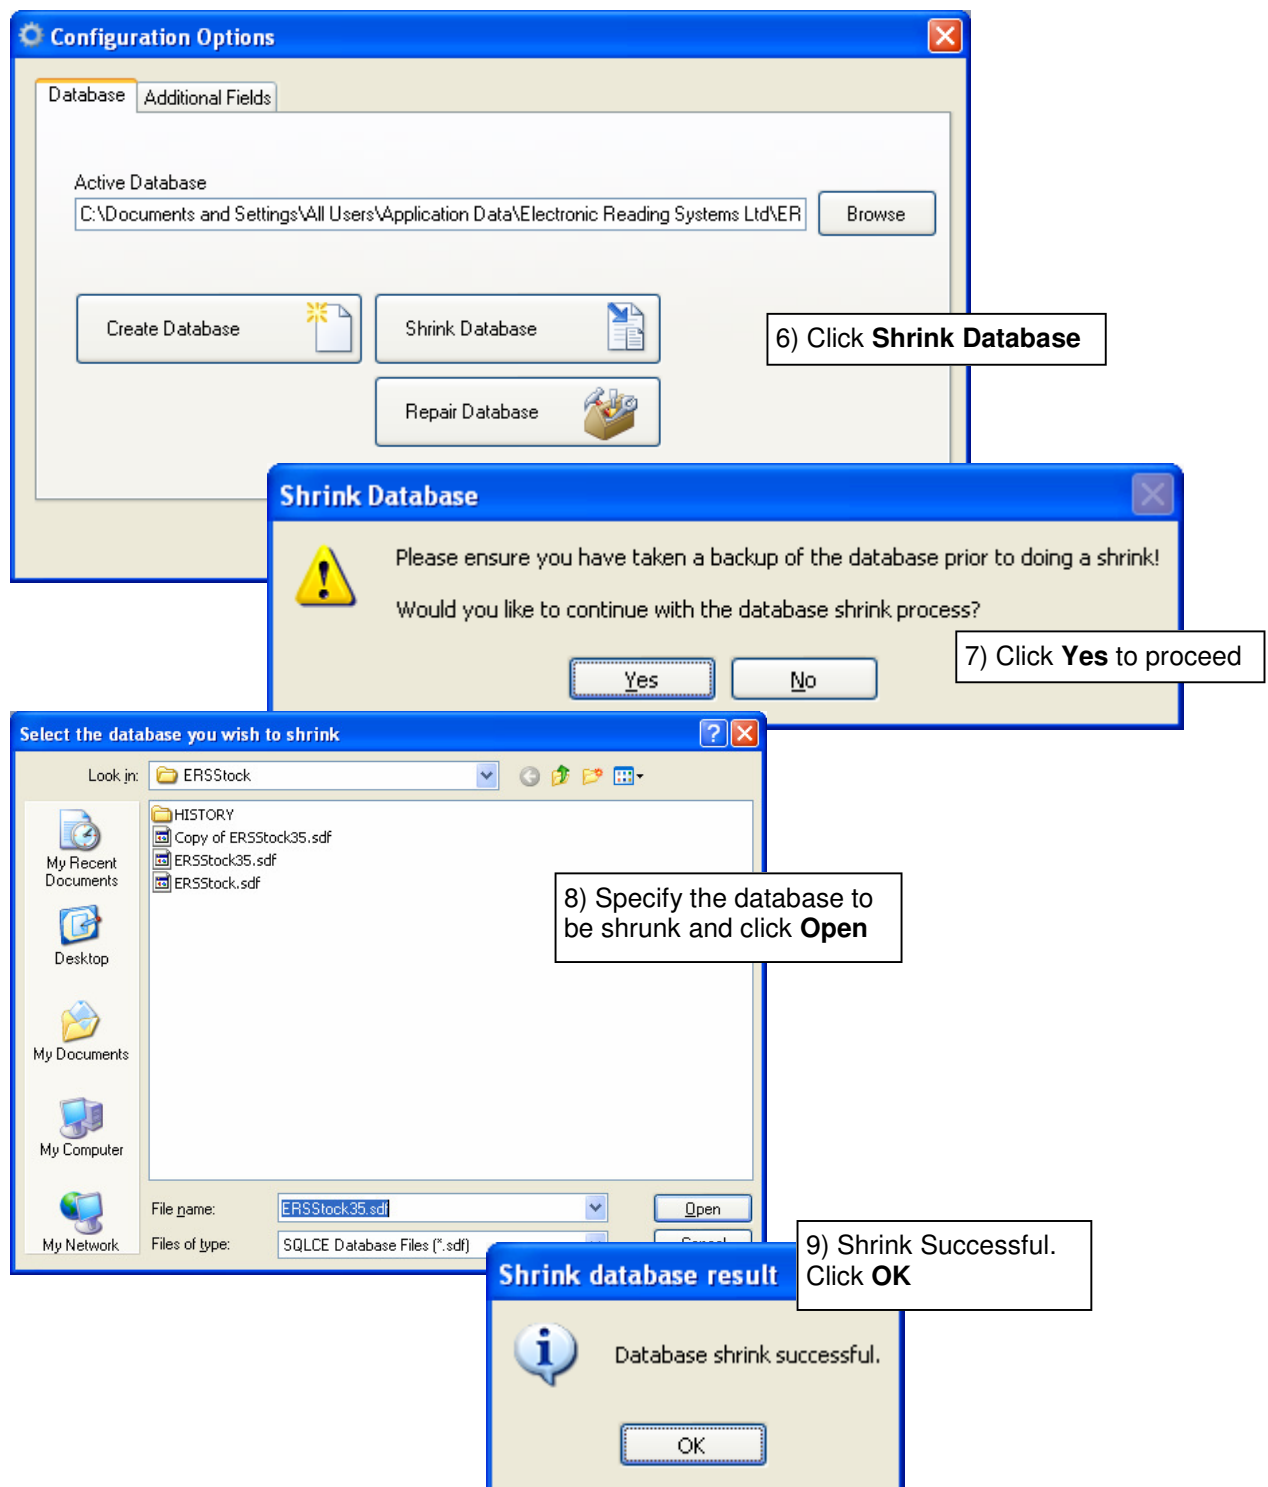 Configuration Options
Database
Additional Fields
Active Database
C:\Documents and Settings\All Users\Application Data\Electronic Reading Systems Ltd\ER
Browse
Create Database
Shrink Database
6) Click Shrink Database
Repair Database
Shrink Database
Please ensure you have taken a backup of the database prior to doing a shrink!
Would you like to continue with the database shrink process?
7) Click Yes to proceed
Yes
No
Select the database you wish to shrink
Look in:
ERSStock
HISTORY
Copy of ERSStock35.sdf
ERSStock35.sdf
ERSStock.sdf
My Recent
Documents
Desktop
My Documents
My Computer
My Network
8) Specify the database to
be shrunk and click Open
File name:
ERSStock35.sdf
Open
Files of type:
SQLCE Database Files (*.sdf)
Cancel
9) Shrink Successful.
Click OK
Shrink database result
Database shrink successful.
OK